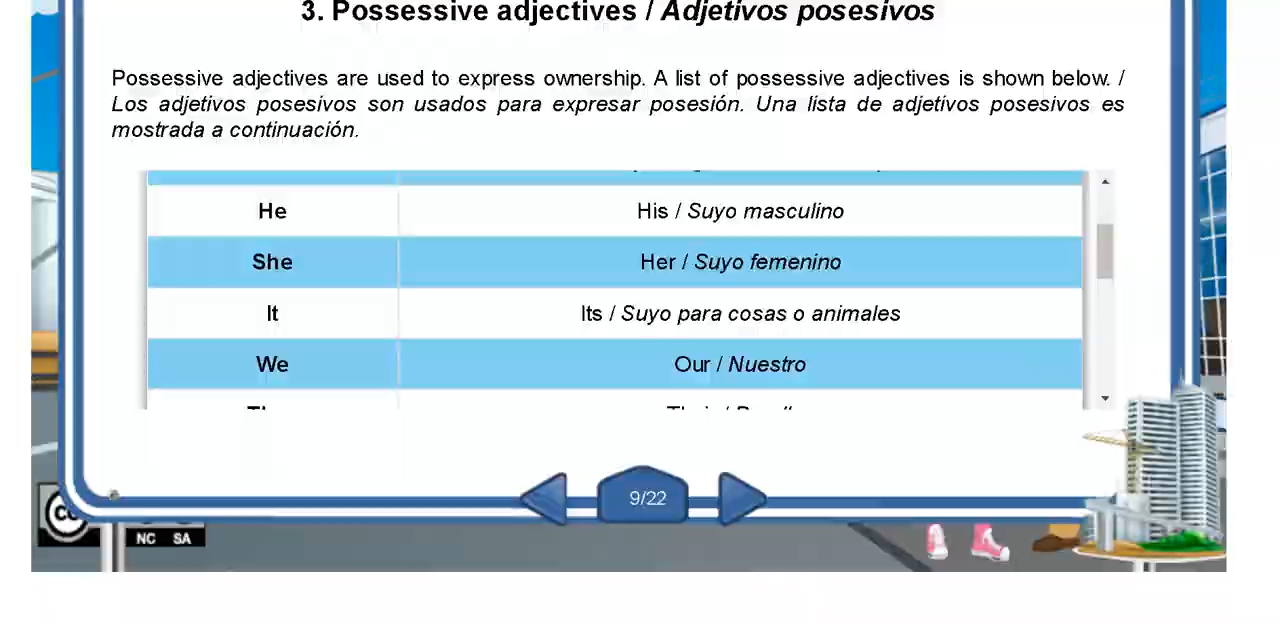 3. Possessive adjectives / Adjetivos posesivos
Possessive adjectives are used to express ownership. A list of possessive adjectives is shown below. /
Los adjetivos posesivos son usados para expresar posesión. Una lista de adjetivos posesivos es
mostrada a continuación.
He His / Suyo masculino
She Her / Suyo femenino
It Its / Suyo para cosas o animales
We Our / Nuestro
9/22
NC SA